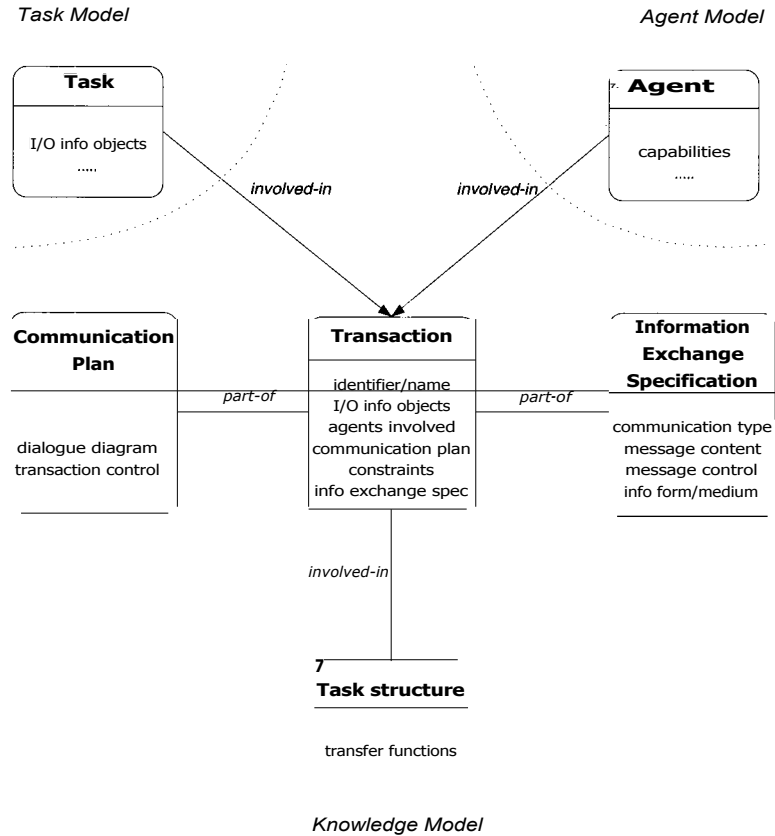 Task Model
Agent Model
Task
I/O info objects
.....
7. Agent
capabilities
.....
involved-in
involved-in
Communication
Plan
dialogue diagram
transaction control
part-of
Transaction
identifier/name
I/O info objects
agents involved
communication plan
constraints
info exchange spec
part-of
Information
Exchange
Specification
communication type
message content
message control
info form/medium
involved-in
7
Task structure
transfer functions
Knowledge Model